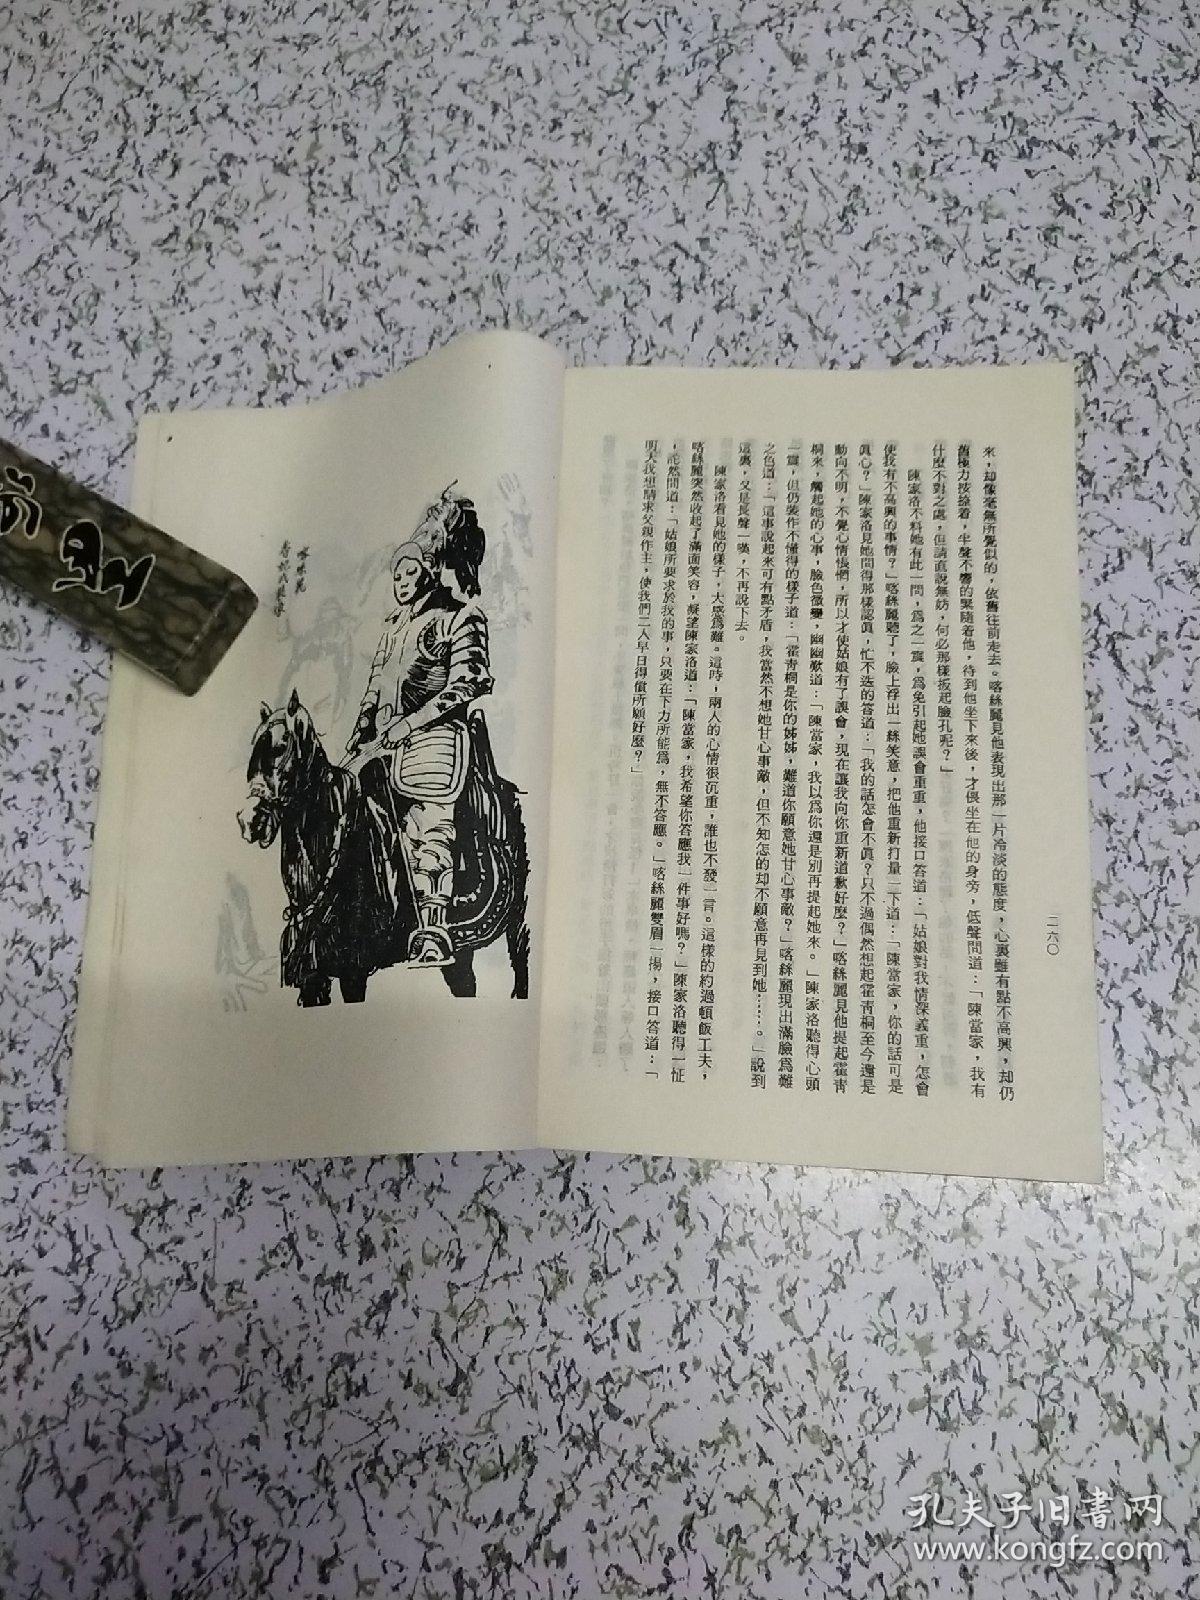 二六〇
來，却像毫無所覺似的，依舊往前走去。喀絲麗見他表現出那一片冷淡的態度，心裏雖有點不高興，却仍
舊極力按捺着，半聲不響的緊隨着他，待到他坐下來後，才偎坐在他的身旁，低聲問道：「陳當家，我有
什麼不對之處，但請直說無妨，何必那樣扳起臉孔呢？」
陳家洛不料她有此一問，爲之一震，爲免引起她誤會重重，他接口答道：「姑娘對我情深義重，怎會
使我有不高興的事情？」喀絲麗聽了，臉上浮出一絲笑意，把他重新打量一下道：「陳當家，你的話可是
眞心？」陳家洛見她問得那樣認眞，忙不迭的答道：「我的話怎會不眞？只不過偶然想起霍靑桐至今還是
動向不明，不覺心情悵惘，所以才使姑娘有了誤會，現在讓我向你重新道歉好麼？」喀絲麗見他提起霍靑
桐來，觸起她的心事，臉色微變，幽幽歎道：「陳當家，我以爲你還是別再提起她來。」陳家洛聽得心頭
一震，但仍裝作不懂得的樣子道：「霍靑桐是你的姊姊，難道你願意她甘心事敵？」喀絲麗現出滿臉爲難
之色道：「這事說起來可有點矛盾，我當然不想她甘心事敵，但不知怎的却不願意再見到她⋯⋯。」說到
這裏，又是長聲一嘆，不再說下去。
陳家洛看見她的樣子，大感爲難。這時，兩人的心情很沉重，誰也不發一言。這樣的約過頓飯工夫，
喀絲麗突然收起了滿面笑容，凝望陳家洛道：「陳當家，我希望你答應我一件事好嗎？」陳家洛聽得一怔
，詫然問道：「姑娘所要求於我的事，只要在下力所能爲，無不答應。」喀絲麗雙眉一揚，接口答道：「
明天我想請求父親作主，使我們二人早日得償所願好麼？」
孔夫子旧書网
www.kongfz.com